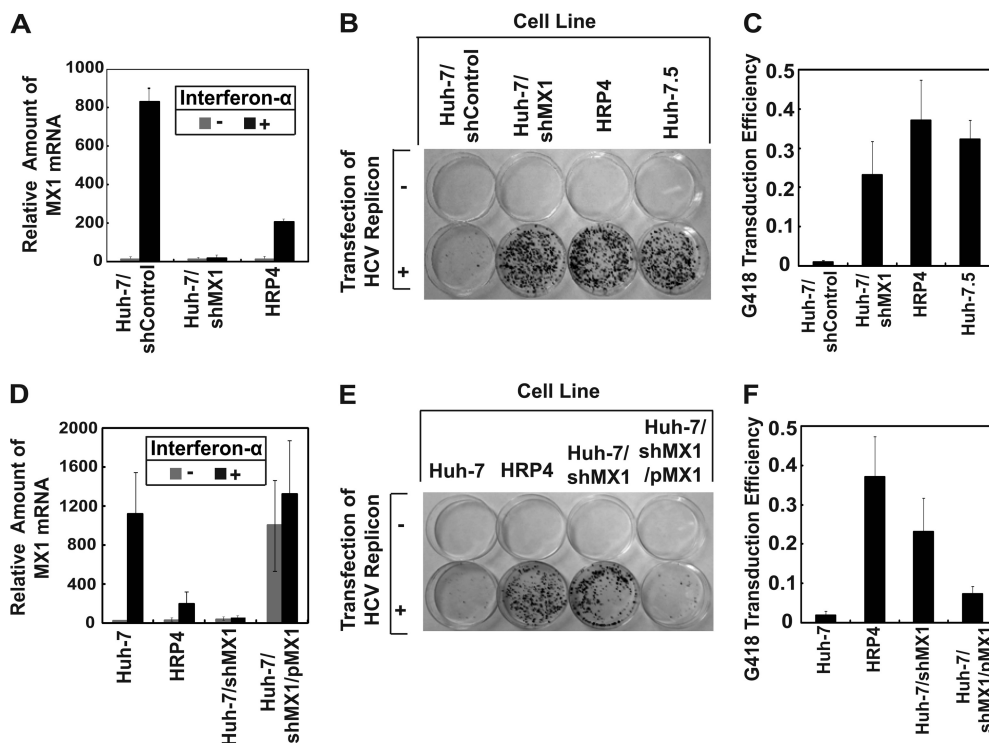 A
Relative Amount of
MX1 mRNA
1000
800
600
400
200
0
Interferon-α
- +
Huh-7/
shControl
Huh-7/
shMX1
HRP4
B
Cell Line
Huh-7/
shControl
Huh-7/
shMX1
HRP4
Huh-7.5
Transfection of
HCV Replicon
-
+
C
G418 Transduction Efficiency
0.5
0.4
0.3
0.2
0.1
0
Huh-7/
shControl
Huh-7/
shMX1
HRP4
Huh-7.5
D
Relative Amount of
MX1 mRNA
2000
1600
1200
800
400
0
Interferon-α
- +
Huh-7
HRP4
Huh-7/shMX1
Huh-7/
shMX1/pMX1
E
Cell Line
Huh-7
HRP4
Huh-7/
shMX1
Huh-7/
shMX1
/pMX1
Transfection of
HCV Replicon
-
+
F
G418 Transduction Efficiency
0.5
0.4
0.3
0.2
0.1
0
Huh-7
HRP4
Huh-7/shMX1
Huh-7/
shMX1/pMX1